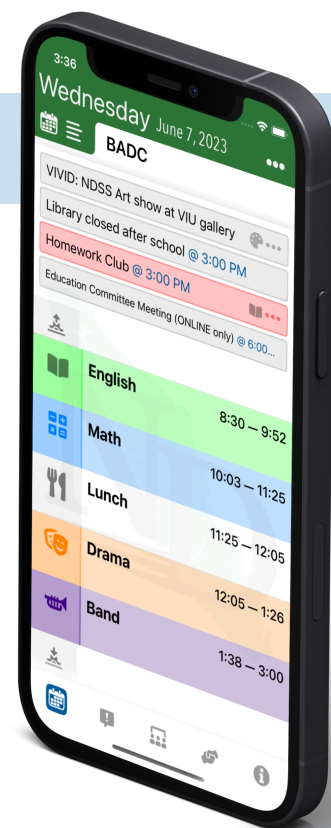 3:36
Wednesday June 7, 2023
BADC
VIVID: NDSS Art show at VIU gallery
Library closed after school @ 3:00 PM
Homework Club @ 3:00 PM
Education Committee Meeting (ONLINE only) @ 6:00...
English
8:30 — 9:52
Math
10:03 — 11:25
Lunch
11:25 — 12:05
Drama
12:05 — 1:26
Band
1:38 — 3:00